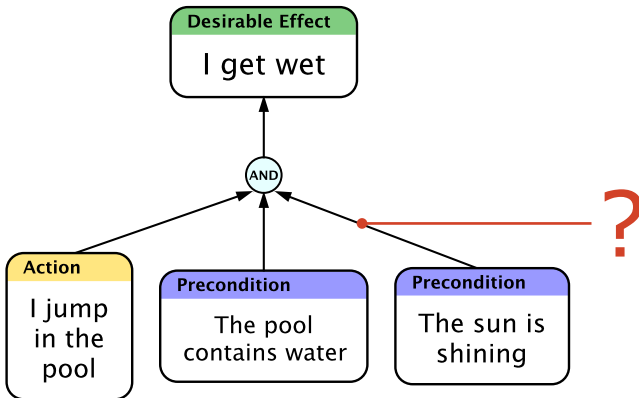 Desirable Effect
I get wet
AND
?
Action
I jump
in the
pool
Precondition
The pool
contains water
Precondition
The sun is
shining